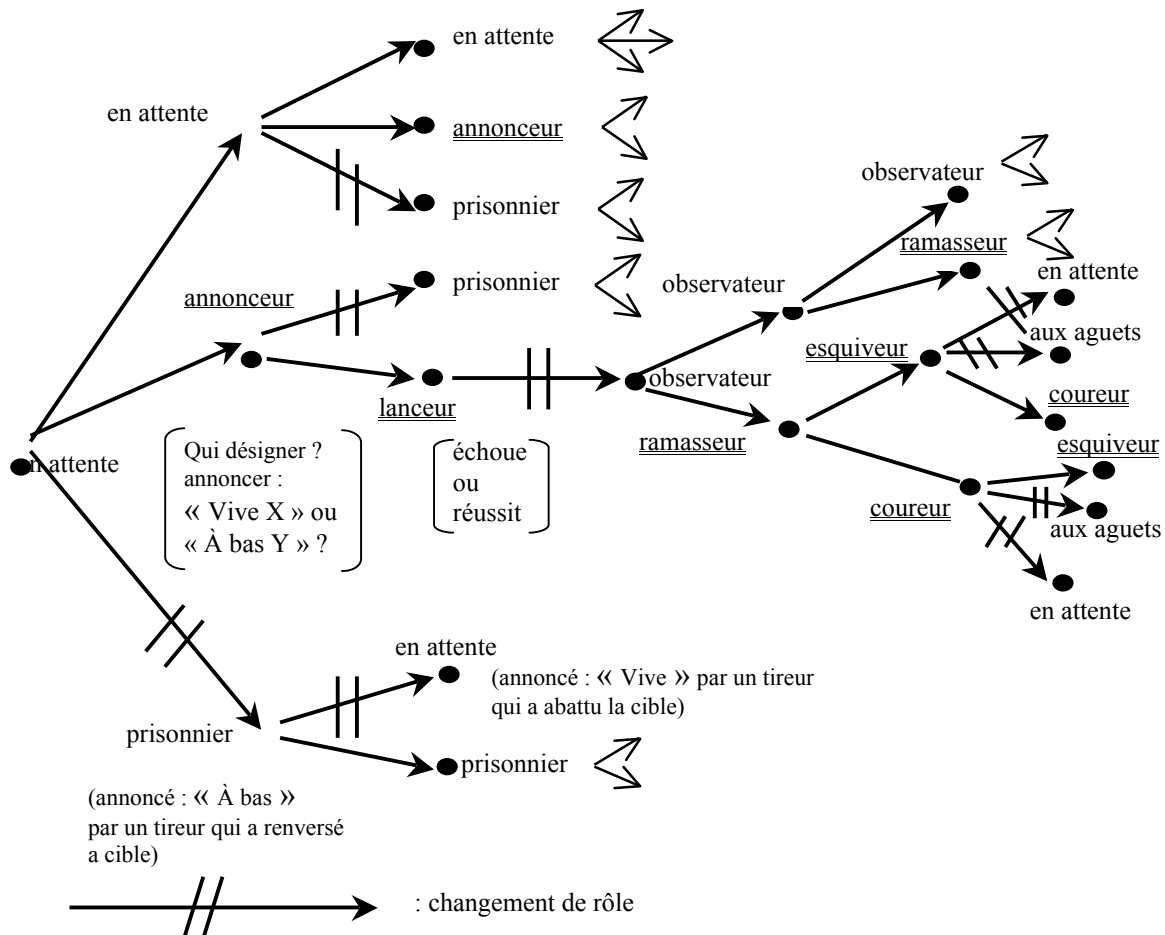 en attente
en attente
annonceur
observateur
prisonnier
ramasseur
en attente
prisonnier
observateur
annonceur
aux aguets
esquiveur
observateur
coureur
lanceur
ramasseur
esquiveur
en attente
Qui désigner ?
annoncer :
« Vive X » ou
« À bas Y » ?
échoue
ou
réussit
coureur
aux aguets
en attente
en attente
(annoncé : « Vive » par un tireur
qui a abattu la cible)
prisonnier
prisonnier
(annoncé : « À bas »
par un tireur qui a renversé
a cible)
: changement de rôle